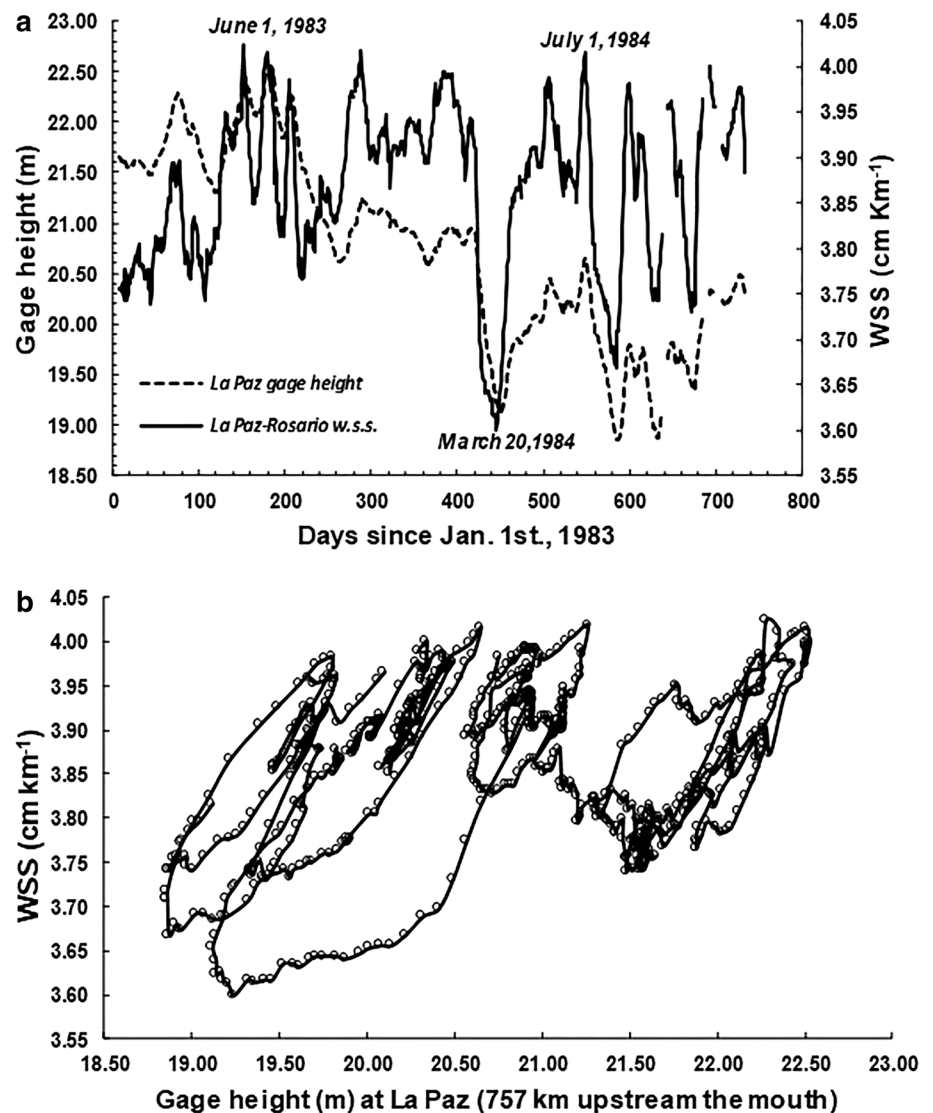 a
June 1, 1983
July 1, 1984
23.00
22.50
22.00
21.50
21.00
20.50
20.00
19.50
19.00
18.50
Gage height (m)
4.05
4.00
3.95
3.90
3.85
3.80
3.75
3.70
3.65
3.60
3.55
WSS (cm Km-1)
La Paz gage height
La Paz-Rosario w.s.s.
March 20,1984
0 100 200 300 400 500 600 700 800
Days since Jan. 1st., 1983
b
4.05
4.00
3.95
3.90
3.85
3.80
3.75
3.70
3.65
3.60
3.55
WSS (cm km-1)
18.50 19.00 19.50 20.00 20.50 21.00 21.50 22.00 22.50 23.00
Gage height (m) at La Paz (757 km upstream the mouth)